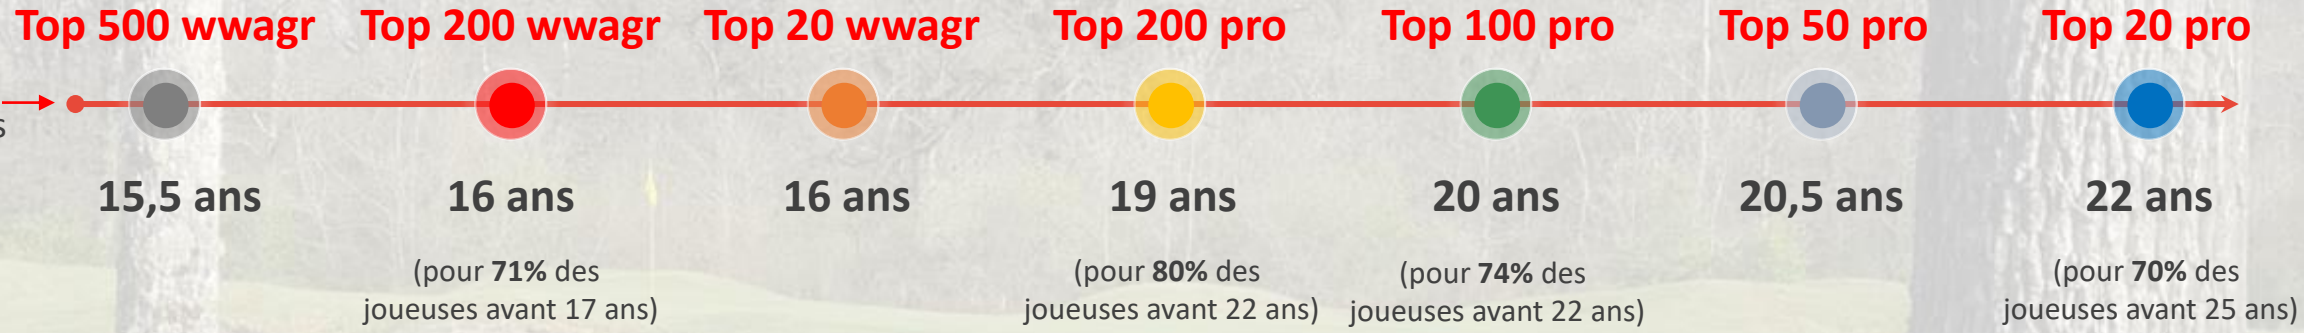 Top 500 wwagr
Top 200 wwagr
Top 20 wwagr
Top 200 pro
Top 100 pro
Top 50 pro
Top 20 pro
15,5 ans
16 ans
16 ans
19 ans
20 ans
20,5 ans
22 ans
(pour 71% des
joueuses avant 17 ans)
(pour 80% des
joueuses avant 22 ans)
(pour 74% des
joueuses avant 22 ans)
(pour 70% des
joueuses avant 25 ans)